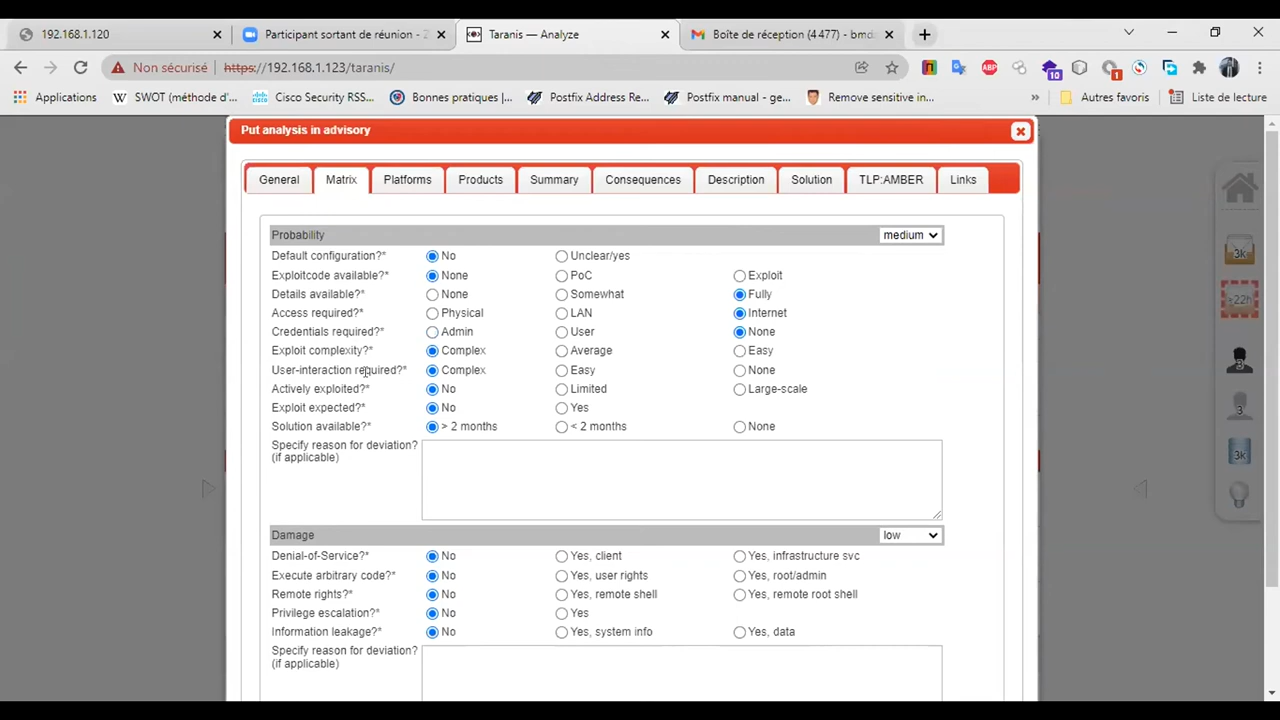 192.168.1.120
Participant sortant de réunion - Z
Taranis — Analyze
Boîte de réception (4 477) - bmds
Non sécurisé https://192.168.1.123/taranis/
10
1
Applications
SWOT (méthode d'...
Cisco Security RSS...
Bonnes pratiques |...
Postfix Address Re...
Postfix manual - ge...
Remove sensitive in...
»
Autres favoris
Liste de lecture
Put analysis in advisory
General Matrix Platforms Products Summary Consequences Description Solution TLP:AMBER Links
Probability medium
Default configuration?* No Unclear/yes
Exploitcode available?* None PoC Exploit
Details available?* None Somewhat Fully
Access required?* Physical LAN Internet
Credentials required?* Admin User None
Exploit complexity?* Complex Average Easy
User-interaction required?* Complex Easy None
Actively exploited?* No Limited Large-scale
Exploit expected?* No Yes
Solution available?* > 2 months < 2 months None
Specify reason for deviation?
(if applicable)
Damage low
Denial-of-Service?* No Yes, client Yes, infrastructure svc
Execute arbitrary code?* No Yes, user rights Yes, root/admin
Remote rights?* No Yes, remote shell Yes, remote root shell
Privilege escalation?* No Yes
Information leakage?* No Yes, system info Yes, data
Specify reason for deviation?
(if applicable)
3k
3
3k